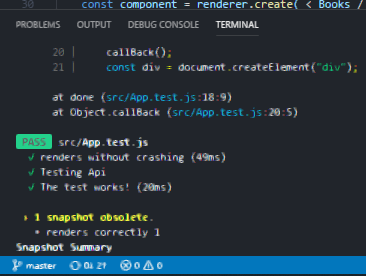 30 | const component = renderer.create( < Books /
PROBLEMS OUTPUT DEBUG CONSOLE TERMINAL
20 | callBack();
21 | const div = document.createElement("div");
at done (src/App.test.js:18:9)
at Object.callBack (src/App.test.js:20:5)
PASS src/App.test.js
✓ renders without crashing (49ms)
✓ Testing Api
✓ The test works! (20ms)
› 1 snapshot obsolete.
• renders correctly 1
Snapshot Summary
master 0↓ 2↑ 0 0